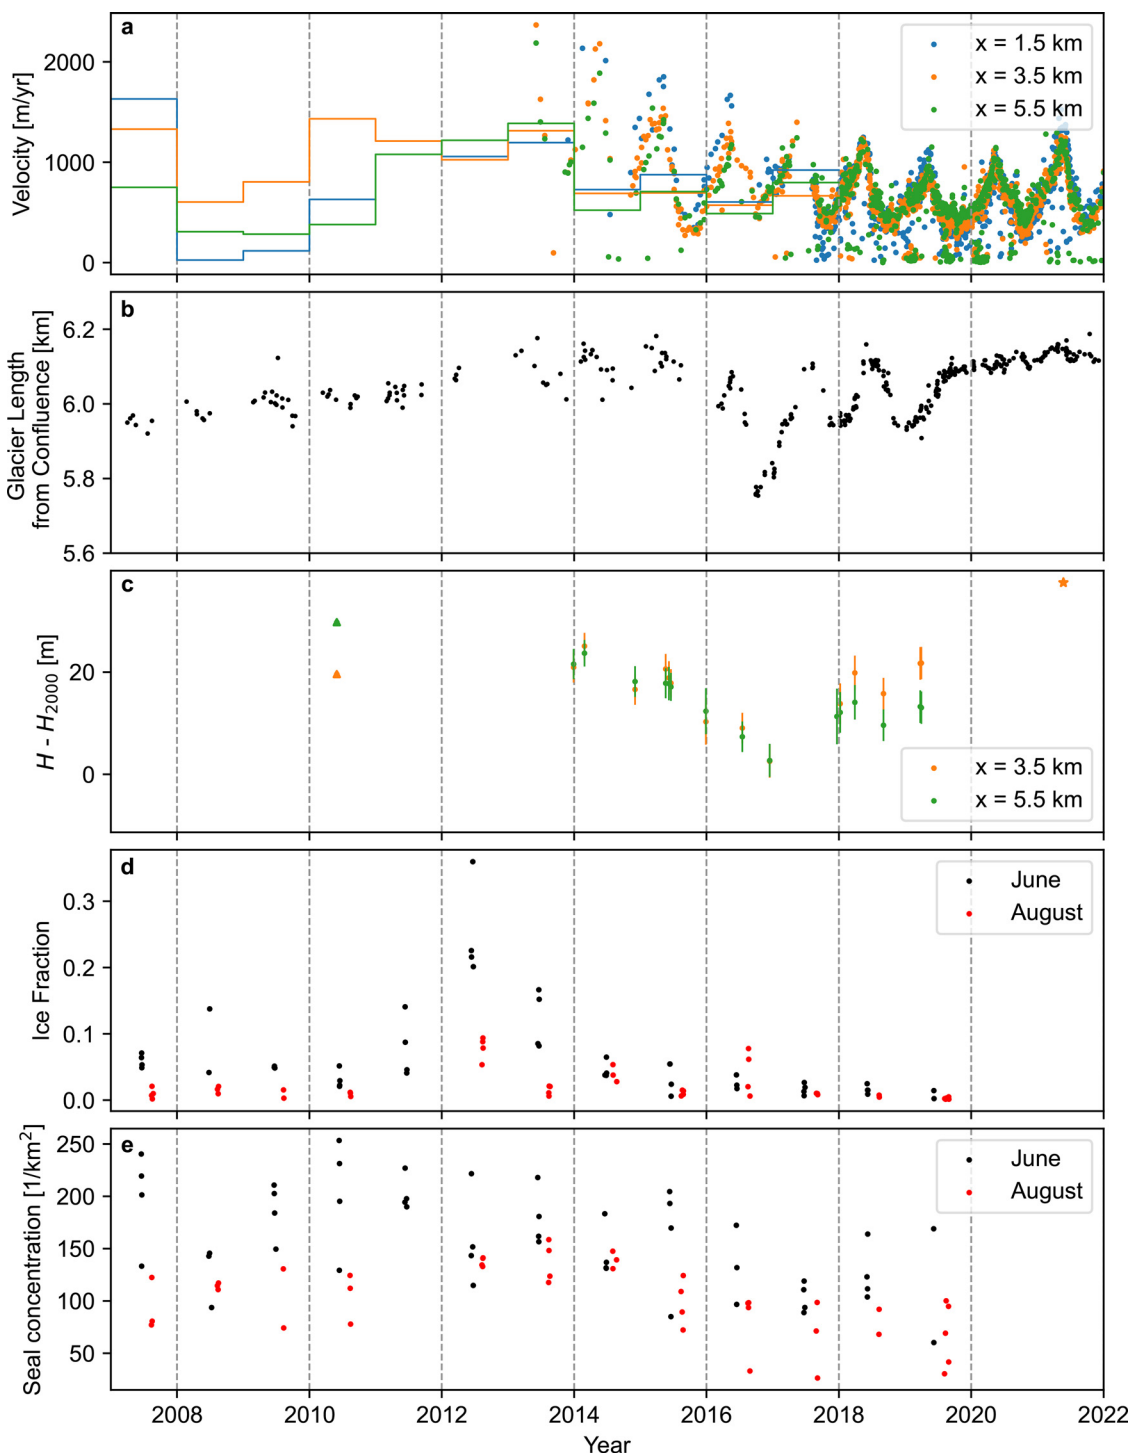 a
x = 1.5 km
x = 3.5 km
x = 5.5 km
2000
1000
0
Velocity [m/yr]
b
6.2
6.0
5.8
5.6
Glacier Length
from Confluence [km]
c
20
0
H - H2000 [m]
x = 3.5 km
x = 5.5 km
d
June
August
0.3
0.2
0.1
0.0
Ice Fraction
e
June
August
250
200
150
100
50
Seal concentration [1/km²]
2008 2010 2012 2014 2016 2018 2020 2022
Year